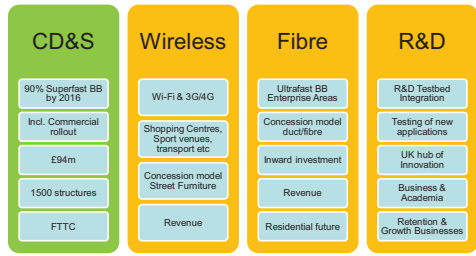 CD&S
90% Superfast BB
by 2016
Incl. Commercial
rollout
£94m
1500 structures
FTTC
Wireless
Wi-Fi & 3G/4G
Shopping Centres,
Sport venues,
transport etc
Concession model
Street Furniture
Revenue
Fibre
Ultrafast BB
Enterprise Areas
Concession model
duct/fibre
Inward investment
Revenue
Residential future
R&D
R&D Testbed
Integration
Testing of new
applications
UK hub of
Innovation
Business &
Academia
Retention &
Growth Businesses